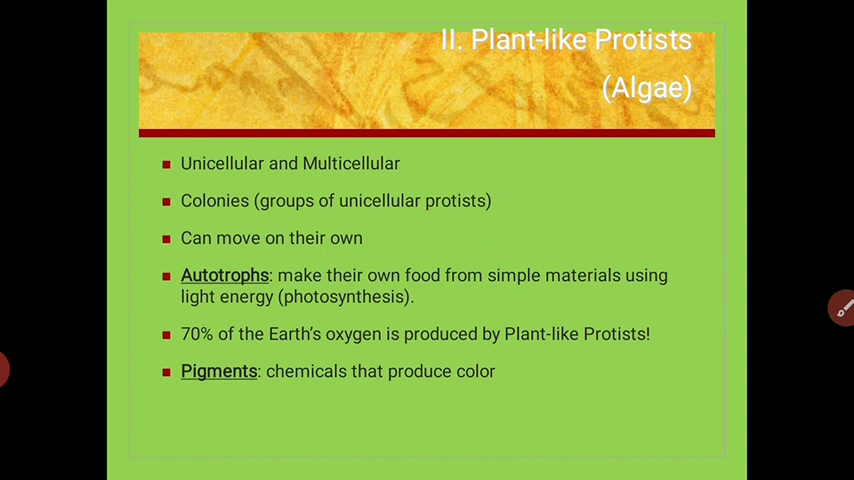 II. Plant-like Protists
(Algae)
Unicellular and Multicellular
Colonies (groups of unicellular protists)
Can move on their own
Autotrophs: make their own food from simple materials using
light energy (photosynthesis).
70% of the Earth's oxygen is produced by Plant-like Protists!
Pigments: chemicals that produce color